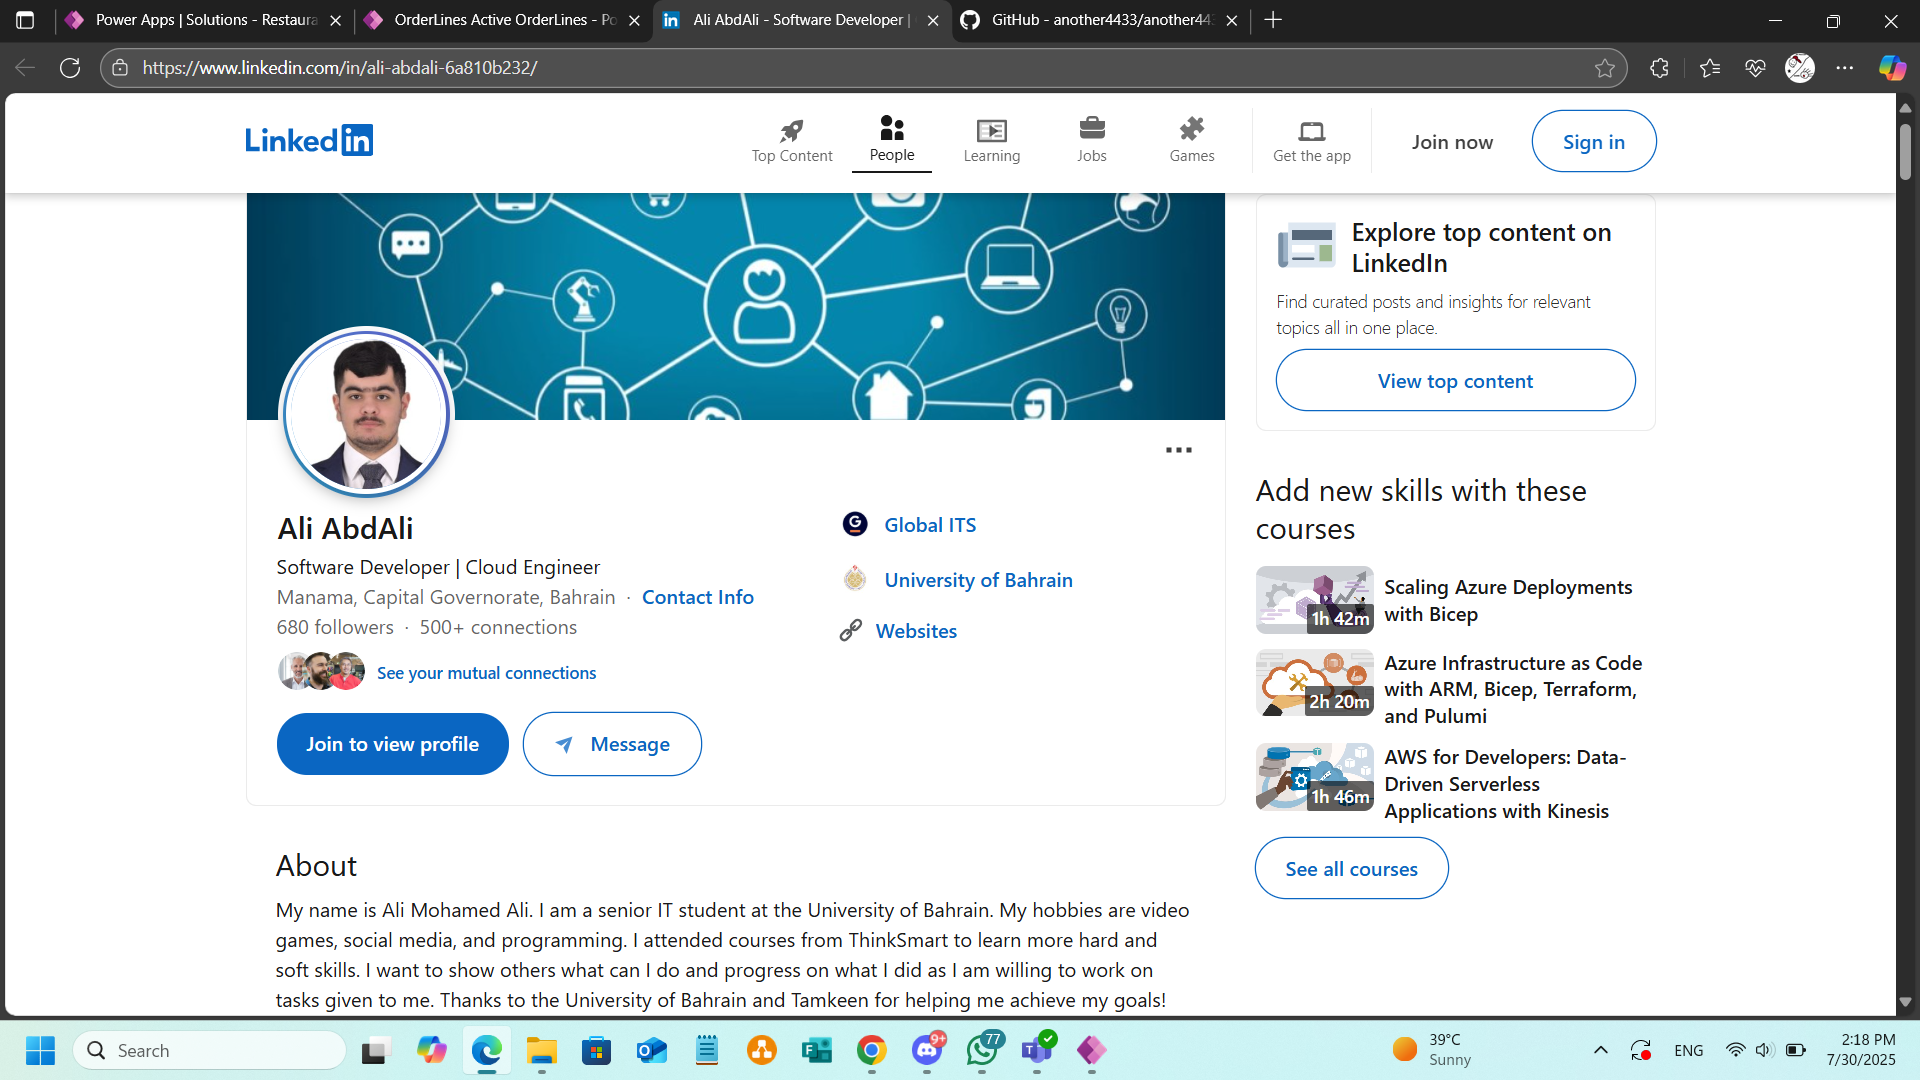 Power Apps | Solutions - Restaura
OrderLines Active OrderLines - Po
Ali AbdAli - Software Developer |
GitHub - another4433/another443
https://www.linkedin.com/in/ali-abdali-6a810b232/
Linked in
Top Content
People
Learning
Jobs
Games
Get the app
Join now
Sign in
Ali AbdAli
Software Developer | Cloud Engineer
Manama, Capital Governorate, Bahrain · Contact Info
680 followers · 500+ connections
See your mutual connections
Join to view profile
Message
Global ITS
University of Bahrain
Websites
About
My name is Ali Mohamed Ali. I am a senior IT student at the University of Bahrain. My hobbies are video
games, social media, and programming. I attended courses from ThinkSmart to learn more hard and
soft skills. I want to show others what can I do and progress on what I did as I am willing to work on
tasks given to me. Thanks to the University of Bahrain and Tamkeen for helping me achieve my goals!
Explore top content on
LinkedIn
Find curated posts and insights for relevant
topics all in one place.
View top content
Add new skills with these
courses
1h 42m
Scaling Azure Deployments
with Bicep
2h 20m
Azure Infrastructure as Code
with ARM, Bicep, Terraform,
and Pulumi
1h 46m
AWS for Developers: Data-
Driven Serverless
Applications with Kinesis
See all courses
Search
9+
77
39°C
Sunny
ENG
2:18 PM
7/30/2025